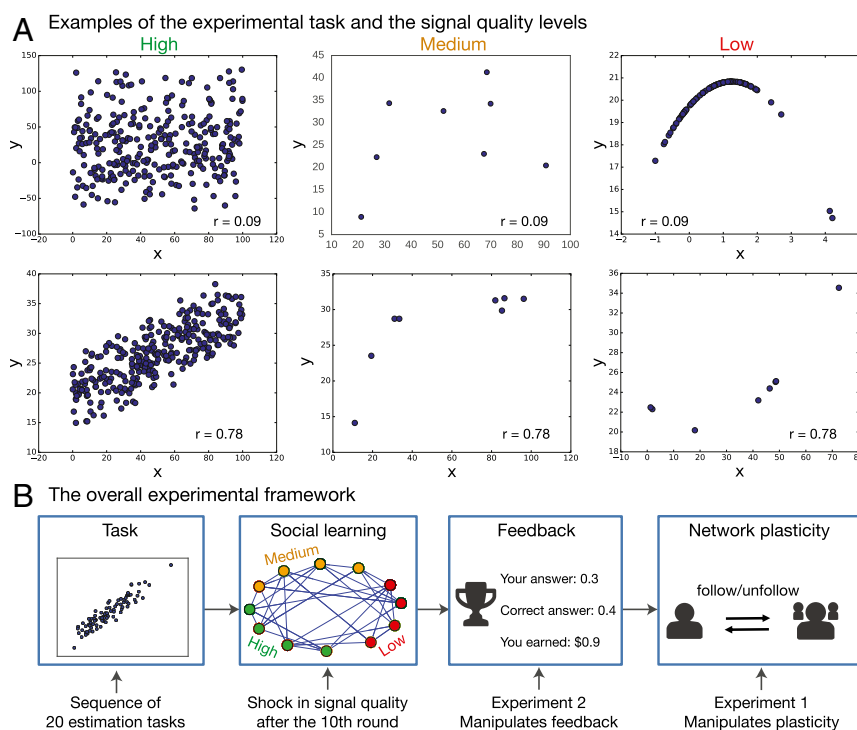 A Examples of the experimental task and the signal quality levels
High
150
100
50
0
−50
−100
−20 0 20 40 60 80 100 120
y
x
r = 0.09
Medium
45
40
35
30
25
20
15
10
5
20 30 40 50 60 70 80 90 100
y
x
r = 0.09
Low
22
21
20
19
18
17
16
15
14
−2 −1 0 1 2 3 4
y
x
r = 0.09
40
35
30
25
20
15
10
−20 0 20 40 60 80 100 120
y
x
r = 0.78
35
30
25
20
15
10
0 20 40 60 80 100 120
y
x
r = 0.78
36
34
32
30
28
26
24
22
20
18
−10 0 10 20 30 40 50 60 70 80
y
x
r = 0.78
B The overall experimental framework
Task
Sequence of
20 estimation tasks
Social learning
Medium
High
Low
Shock in signal quality
after the 10th round
Feedback
Your answer: 0.3
Correct answer: 0.4
You earned: $0.9
Experiment 2
Manipulates feedback
Network plasticity
follow/unfollow
Experiment 1
Manipulates plasticity